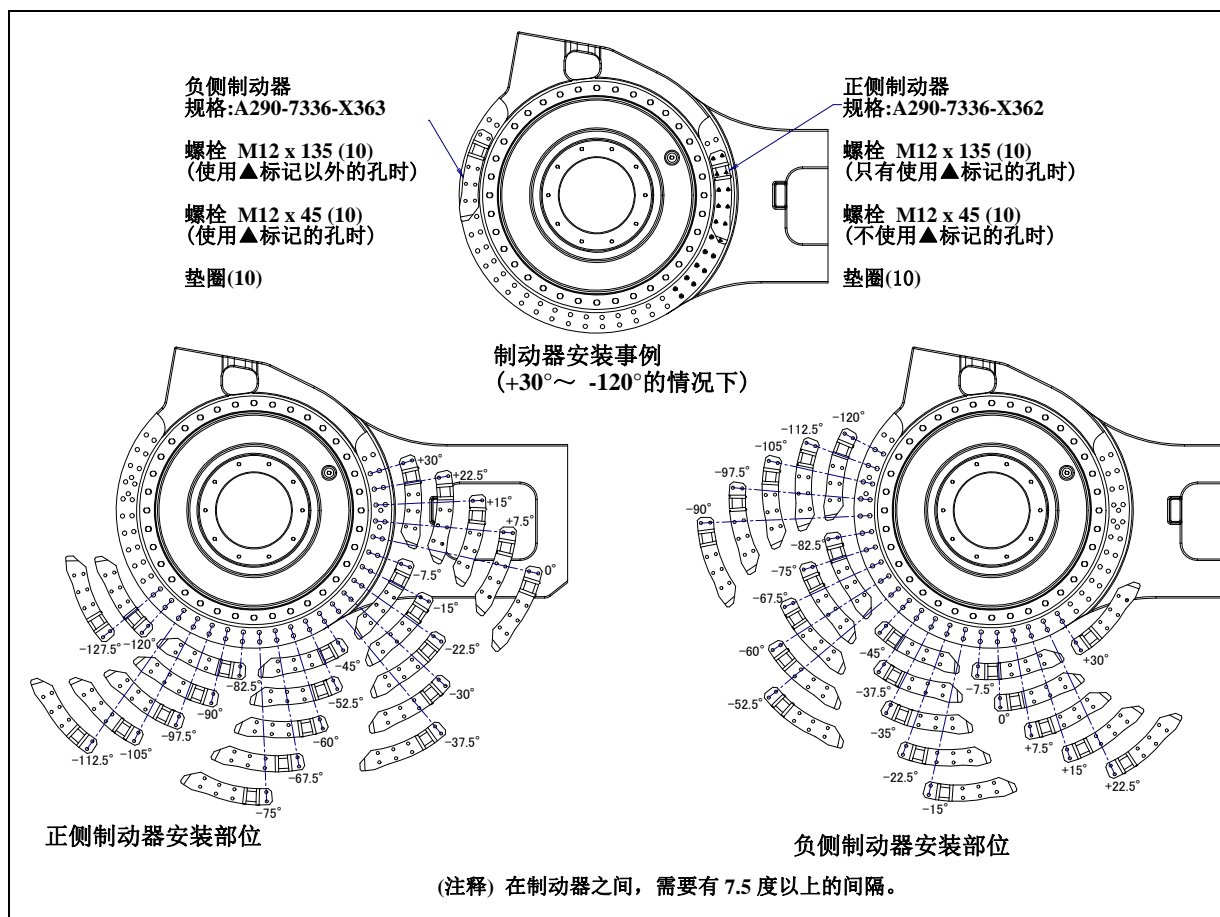 负侧制动器
规格:A290-7336-X363
螺栓 M12 x 135 (10)
(使用▲标记以外的孔时)
螺栓 M12 x 45 (10)
(使用▲标记的孔时)
垫圈(10)
正侧制动器
规格:A290-7336-X362
螺栓 M12 x 135 (10)
(只有使用▲标记的孔时)
螺栓 M12 x 45 (10)
(不使用▲标记的孔时)
垫圈(10)
制动器安装事例
(+30°～ -120°的情况下)
+30°
+22.5°
+15°
+7.5°
0°
-7.5°
-15°
-22.5°
-30°
-37.5°
-45°
-52.5°
-60°
-67.5°
-75°
-82.5°
-90°
-97.5°
-105°
-112.5°
-120°
-127.5°
正侧制动器安装部位
-120°
-112.5°
-105°
-97.5°
-90°
-82.5°
-75°
-67.5°
-60°
-52.5°
-45°
-37.5°
-35°
-22.5°
-15°
-7.5°
0°
+7.5°
+15°
+22.5°
+30°
负侧制动器安装部位
(注释) 在制动器之间，需要有 7.5 度以上的间隔。